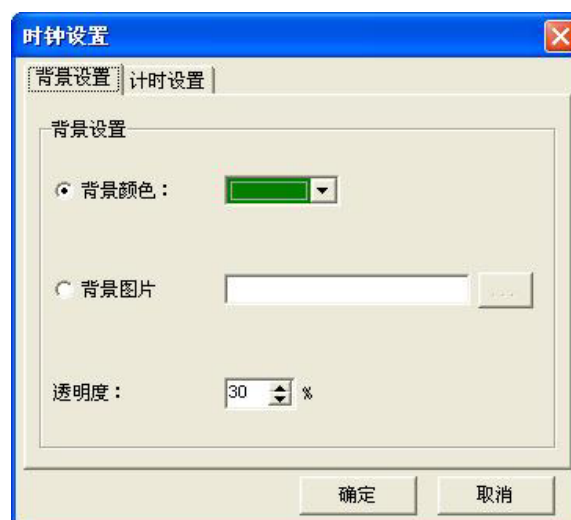 时钟设置
背景设置 计时设置
背景设置
背景颜色：
背景图片 ...
透明度： 30 %
确定 取消